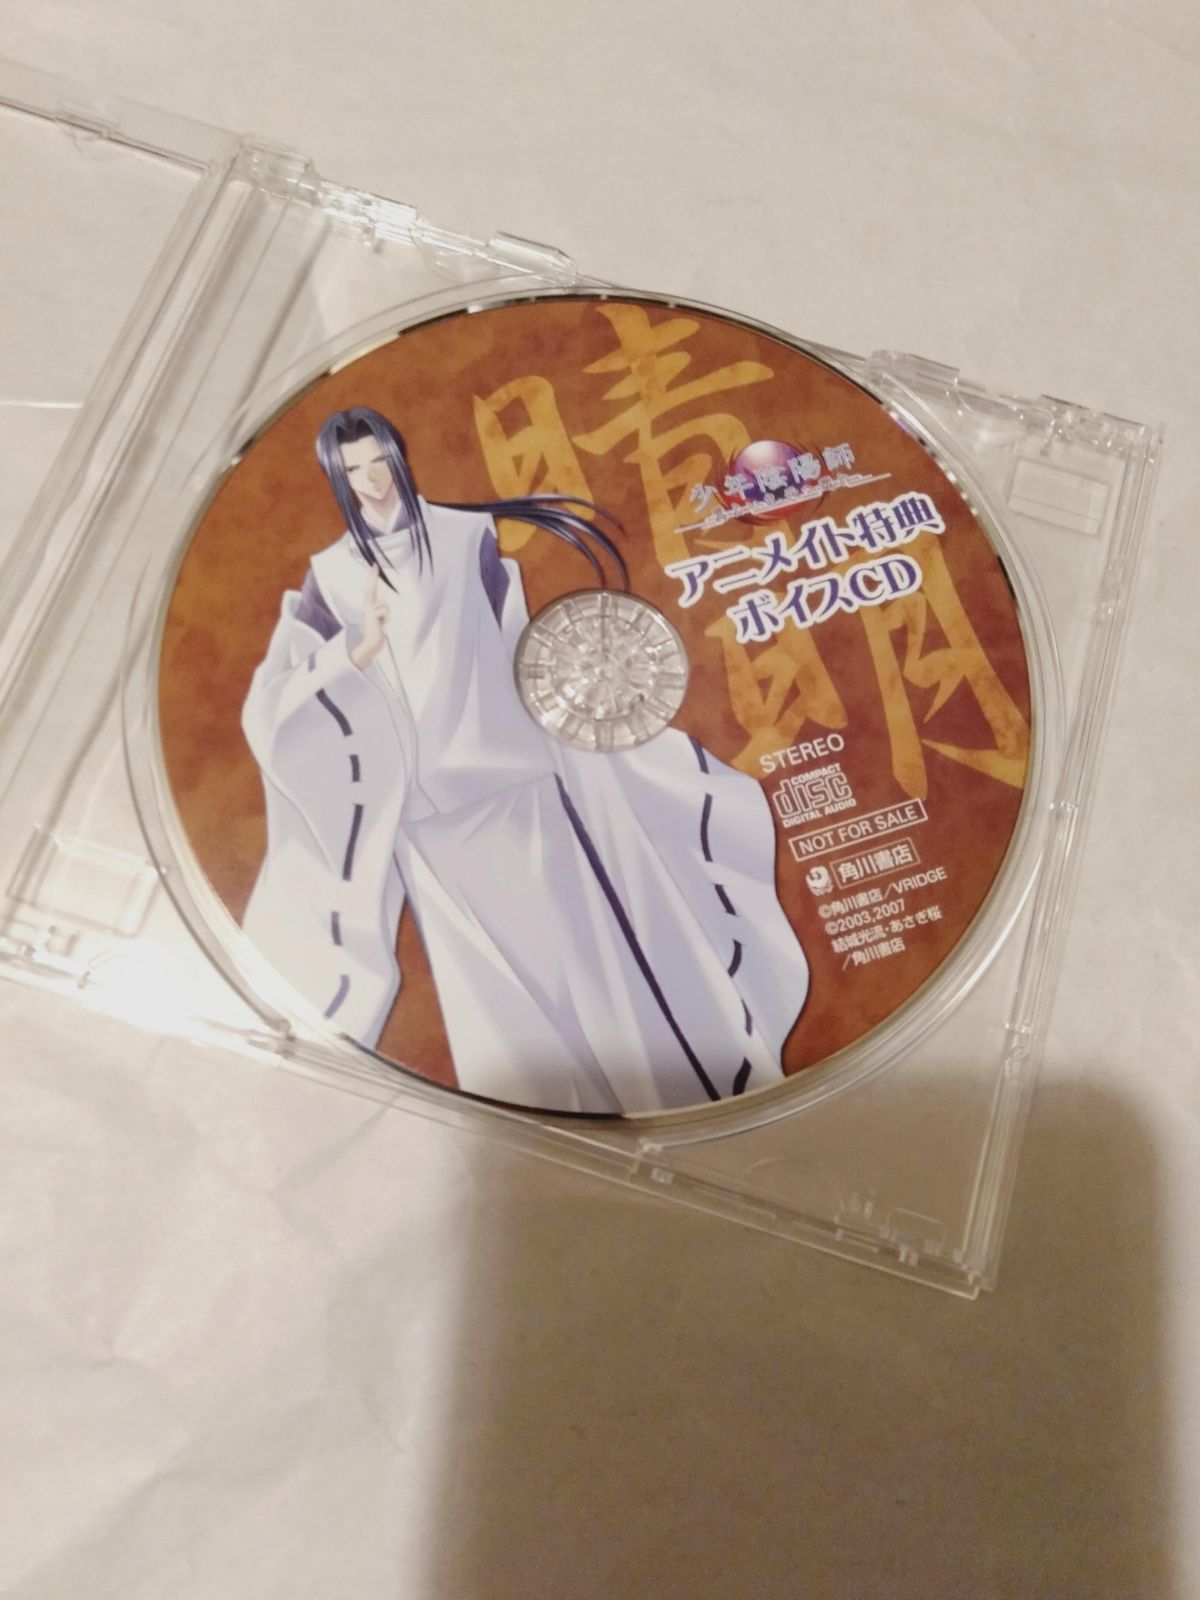 晴明
少年陰陽師
アニメイト特典
ボイスCD
STEREO
COMPACT
disc
DIGITAL AUDIO
NOT FOR SALE
角川書店
©角川書店/VRIDGE
©2003,2007
結城光流・あさぎ桜
/角川書店